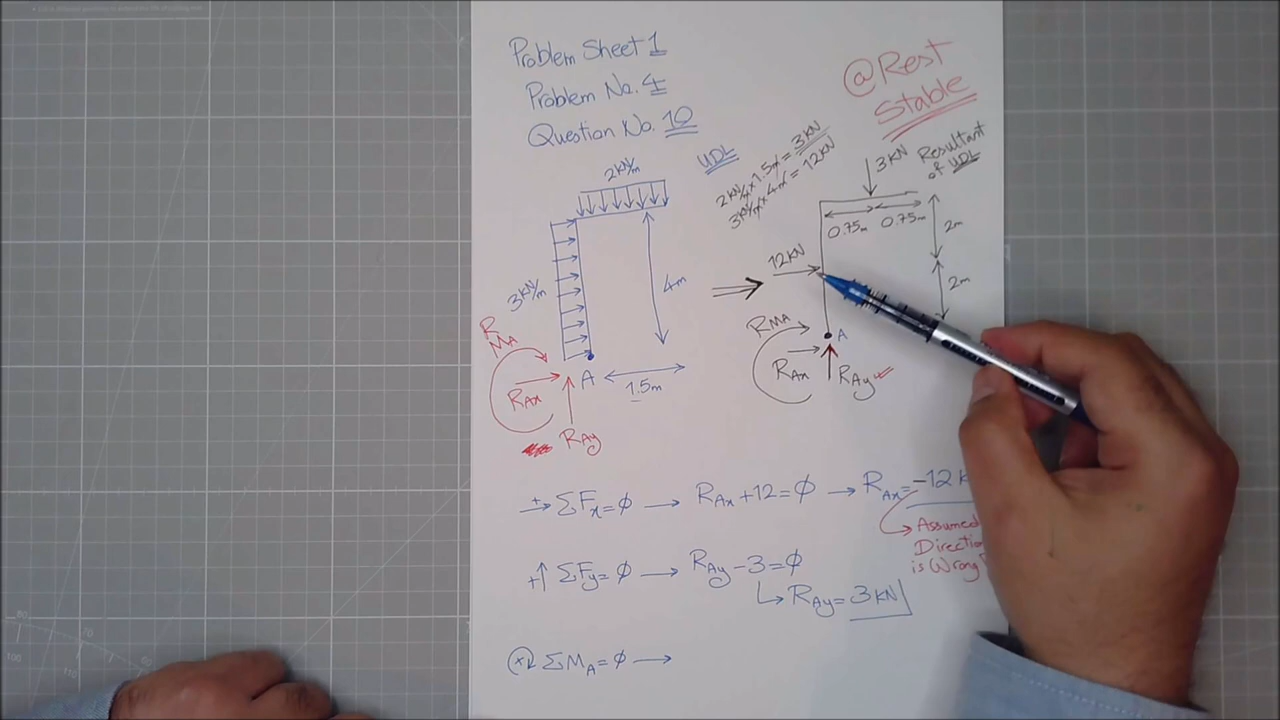 Problem Sheet 1
Problem No. 4
Question No. 10
@Rest
Stable
UDL
2kN/m x 1.5m = 3kN
3kN/m x 4m = 12kN
2kN/m
3kN/m
4m
1.5m
A
RMA
RAx
RAy
3kN
Resultant
of UDL
0.75m
0.75m
2m
2m
12kN
A
RMA
RAx
RAy
ΣFx=0 → RAx+12=0 → RAx=-12
Assumed
Direction
is Wrong
+↑ ΣFy=0 → RAy-3=0
RAy=3kN
ΣMA=0 →